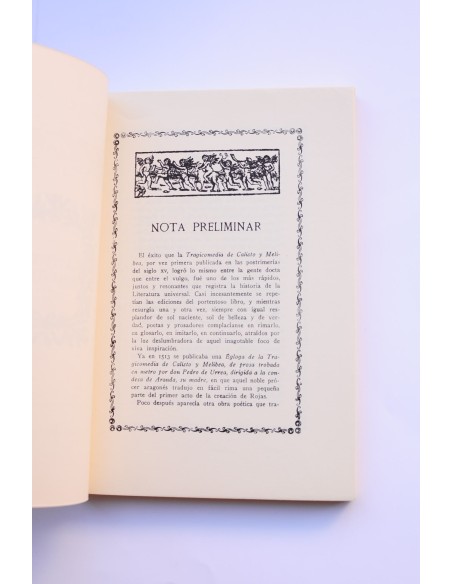 NOTA PRELIMINAR
El éxito que la Tragicomedia de Calisto y Meli-
bea, por vez primera publicada en las postrimerías
del siglo XV, logró lo mismo entre la gente docta
que entre el vulgo, fué uno de los más rápidos,
justos y resonantes que registra la historia de la
Literatura universal. Casi incesantemente se repe-
tían las ediciones del portentoso libro, y mientras
resurgía una y otra vez, siempre con igual res-
plandor de sol naciente, sol de belleza y de ver-
dad, poetas y prosadores complacíanse en rimarlo,
en glosarlo, en imitarlo, en continuarlo, atraídos por
la luz deslumbradora de aquel inagotable foco de
viva inspiración.
Ya en 1513 se publicaba una Egloga de la Tra-
gicomedia de Calisto y Melibea, de prosa trobada
en metro por don Pedro de Urrea, dirigida a la con-
desa de Aranda, su madre, en que aquel noble pró-
cer aragonés tradujo en fácil rima una pequeña
parte del primer acto de la creación de Rojas.
Poco después aparecía otra obra poética que tra-